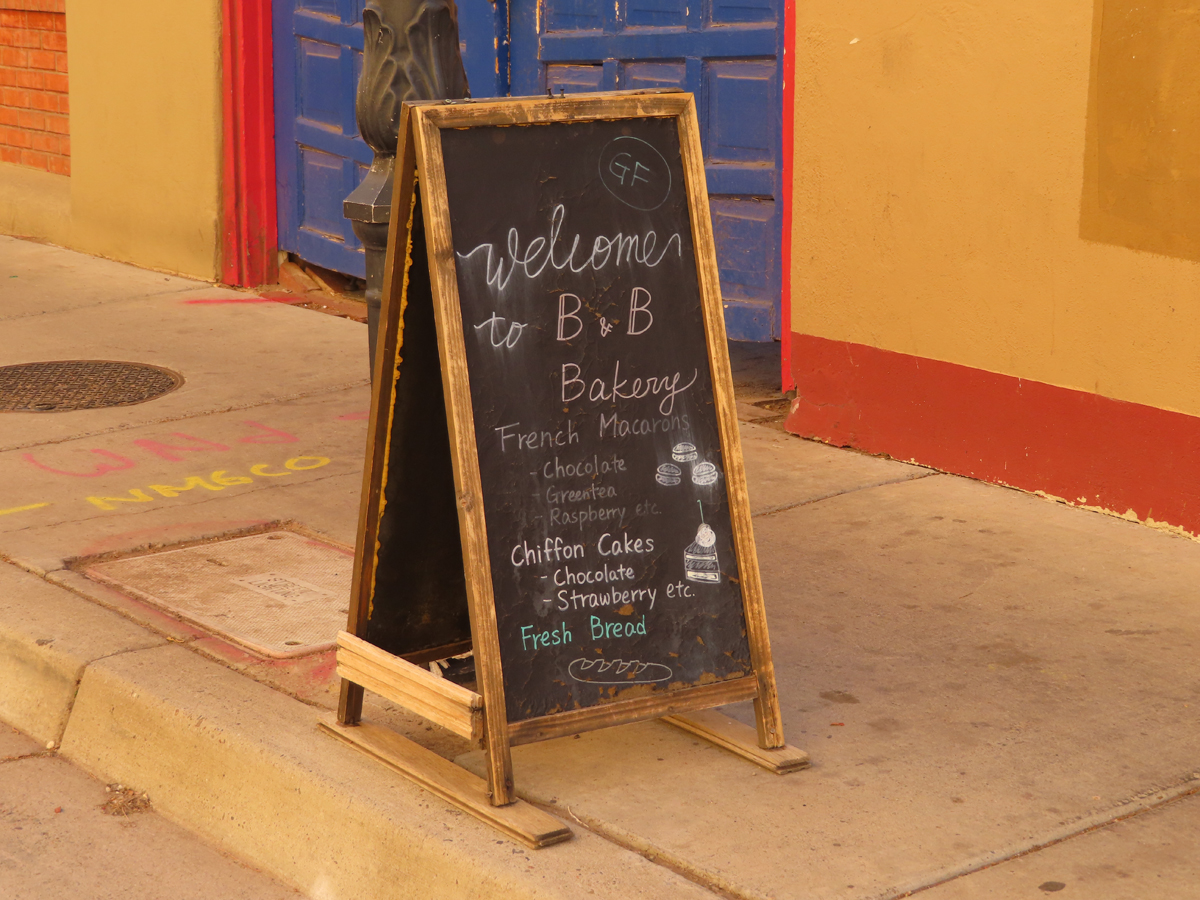 GF
Welcome
to B & B
Bakery
French Macarons
- Chocolate
- Greentea
- Raspberry etc.
Chiffon Cakes
- Chocolate
- Strawberry etc.
Fresh Bread
NMGCO